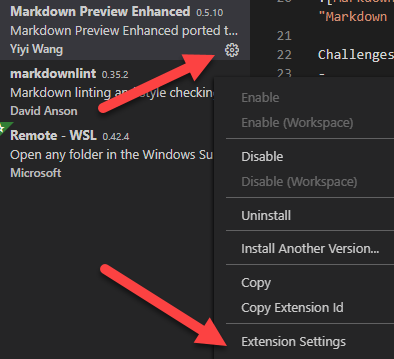 Markdown Preview Enhanced 0.5.10
Markdown Preview Enhanced ported t...
Yiyi Wang
markdownlint 0.35.2
Markdown linting and style checkin
David Anson
Remote - WSL 0.42.4
Open any folder in the Windows Su
Microsoft
20
"Markdown
21
22 Challenges
23 -
Enable
Enable (Workspace)
Disable
Disable (Workspace)
Uninstall
Install Another Version...
Copy
Copy Extension Id
Extension Settings